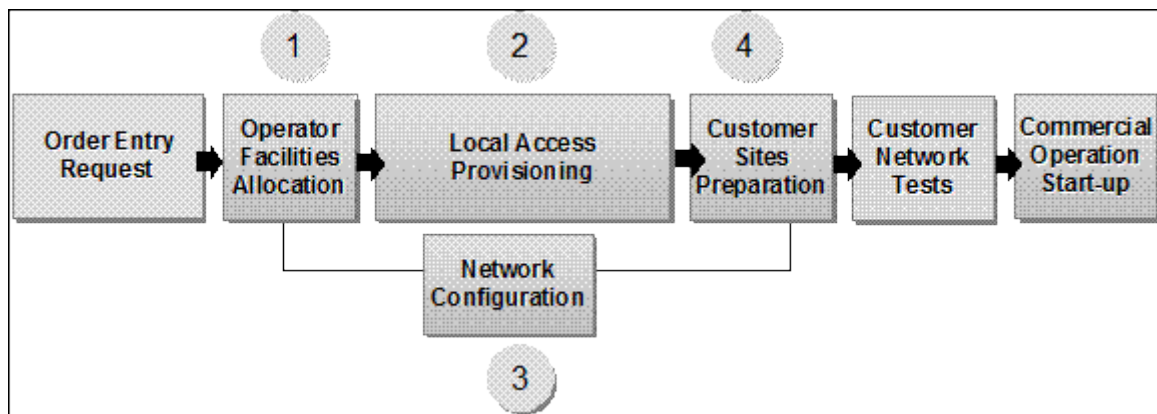 1
2
4
Order Entry
Request
Operator
Facilities
Allocation
Local Access
Provisioning
Customer
Sites
Preparation
Customer
Network
Tests
Commercial
Operation
Start-up
Network
Configuration
3